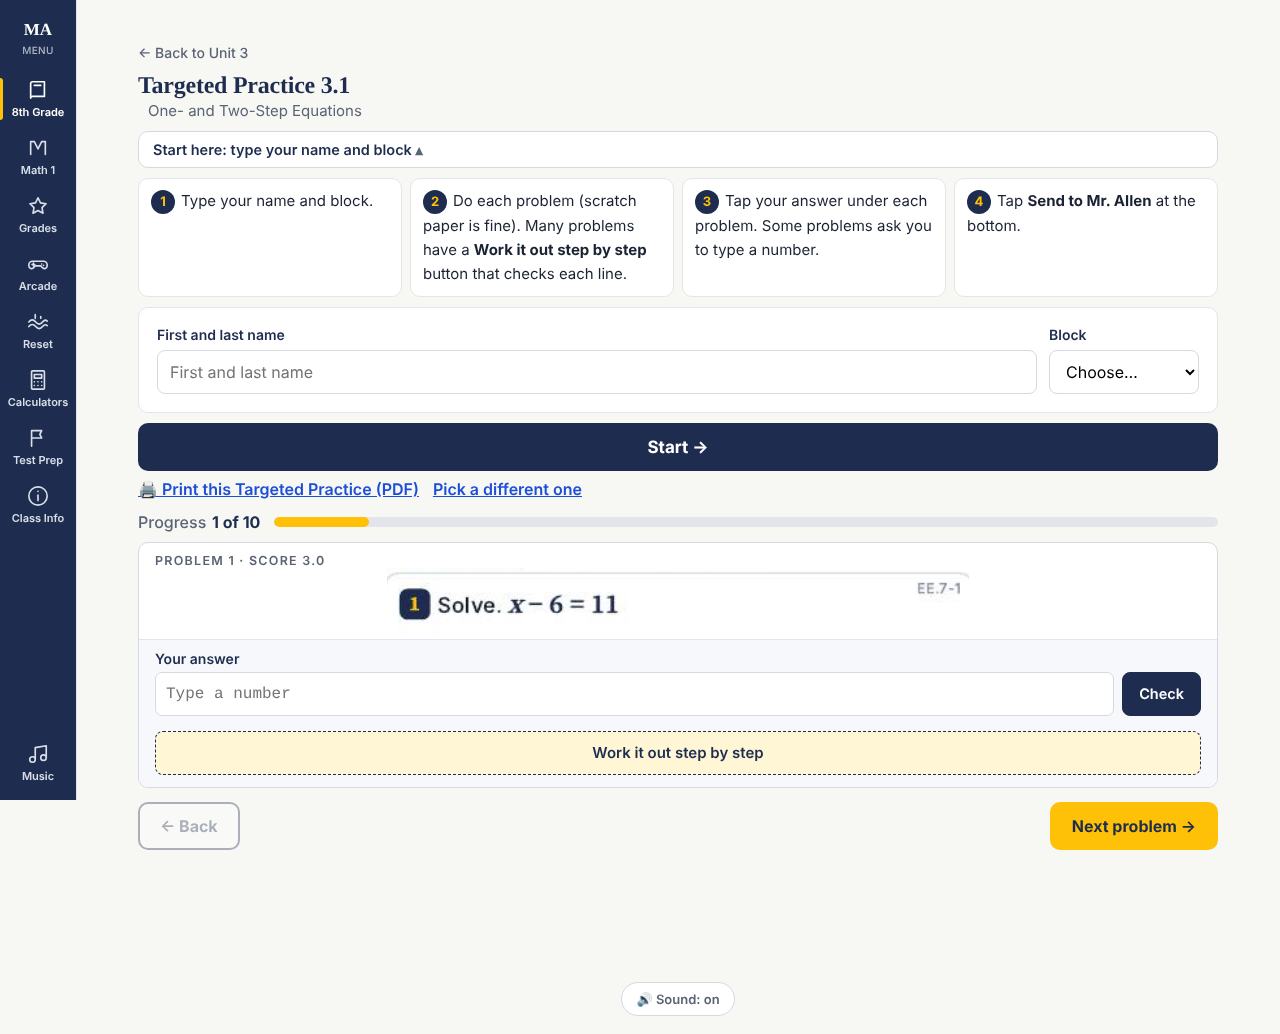 MA
MENU
8th Grade
Math 1
Grades
Arcade
Reset
Calculators
Test Prep
Class Info
Music
← Back to Unit 3
Targeted Practice 3.1
One- and Two-Step Equations
Start here: type your name and block ▲
1 Type your name and block.
2 Do each problem (scratch
paper is fine). Many problems
have a Work it out step by step
button that checks each line.
3 Tap your answer under each
problem. Some problems ask you
to type a number.
4 Tap Send to Mr. Allen at the
bottom.
First and last name
First and last name
Block
Choose...
Start →
🖨️ Print this Targeted Practice (PDF) Pick a different one
Progress 1 of 10
PROBLEM 1 · SCORE 3.0
EE.7-1
1 Solve. x − 6 = 11
Your answer
Type a number
Check
Work it out step by step
← Back
Next problem →
🔊 Sound: on